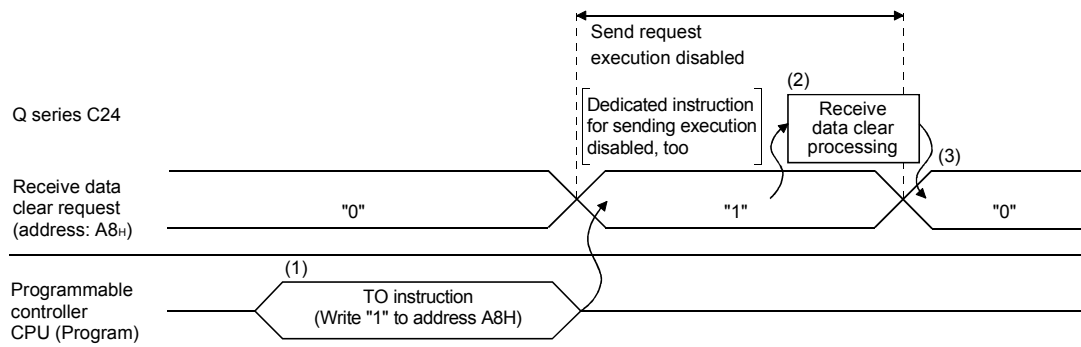 Send request
execution disabled
(2)
Q series C24
Dedicated instruction
for sending execution
disabled, too
Receive
data clear
processing
(3)
Receive data
clear request
(address: A8H)
"0"
"1"
"0"
(1)
Programmable
controller
CPU (Program)
TO instruction
(Write "1" to address A8H)